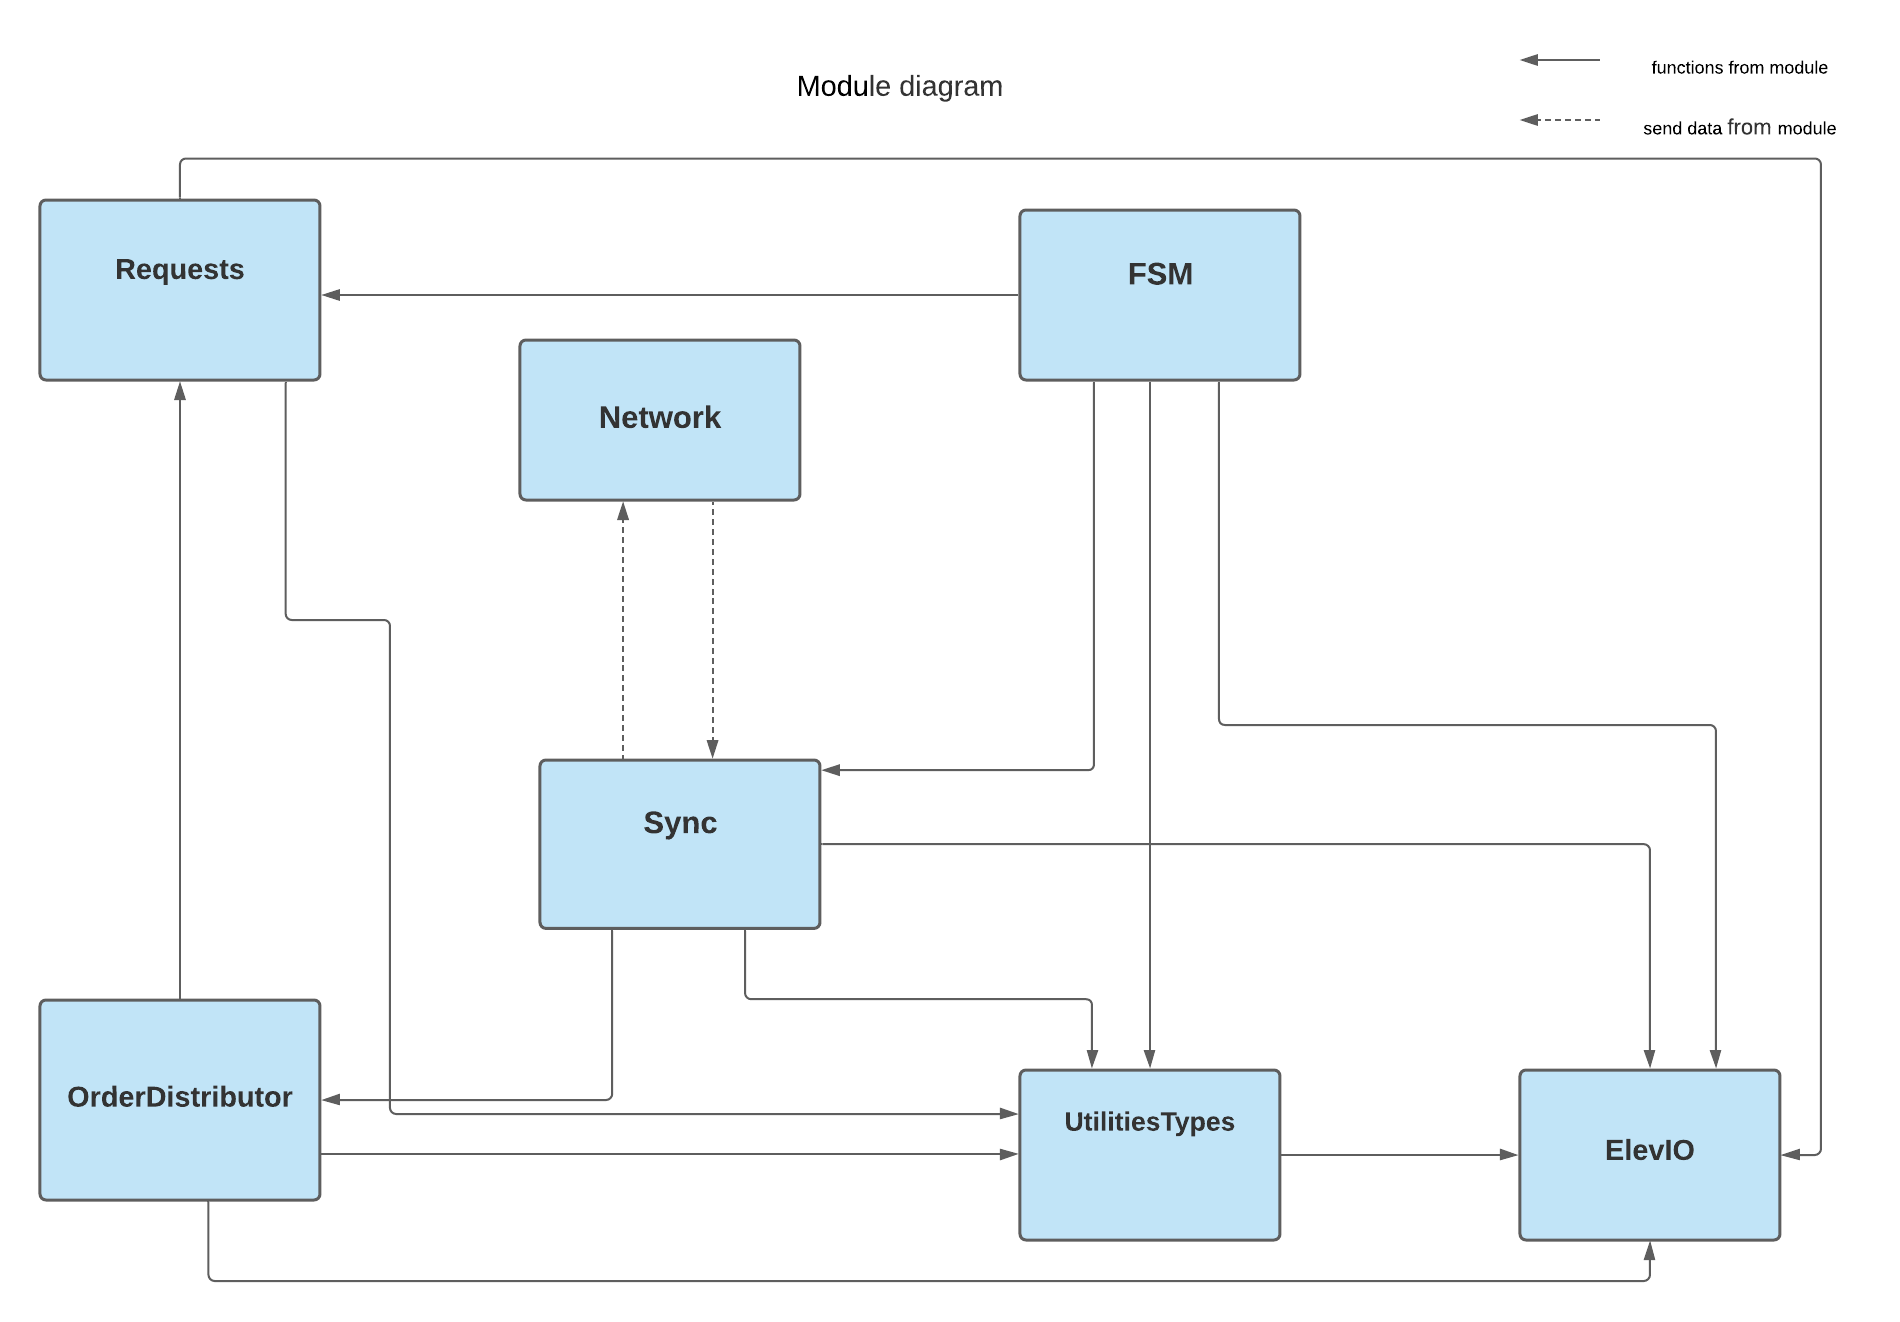 functions from module
Module diagram
send data from module
Requests
FSM
Network
Sync
OrderDistributor
UtilitiesTypes
ElevIO